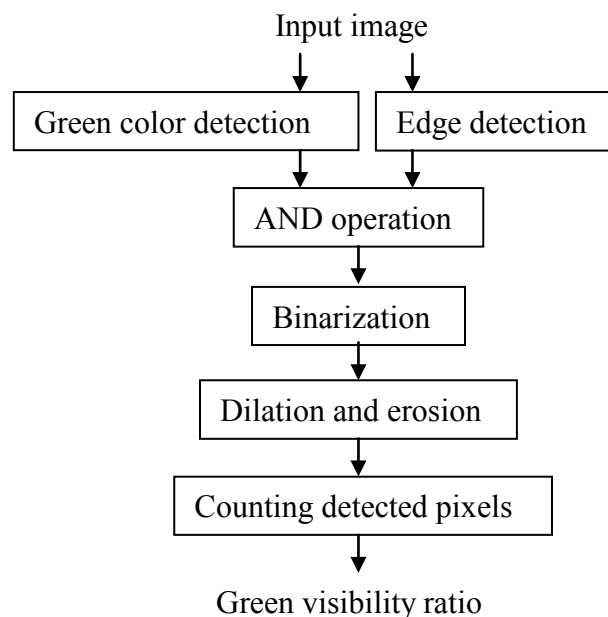 Input image
Green color detection
Edge detection
AND operation
Binarization
Dilation and erosion
Counting detected pixels
Green visibility ratio